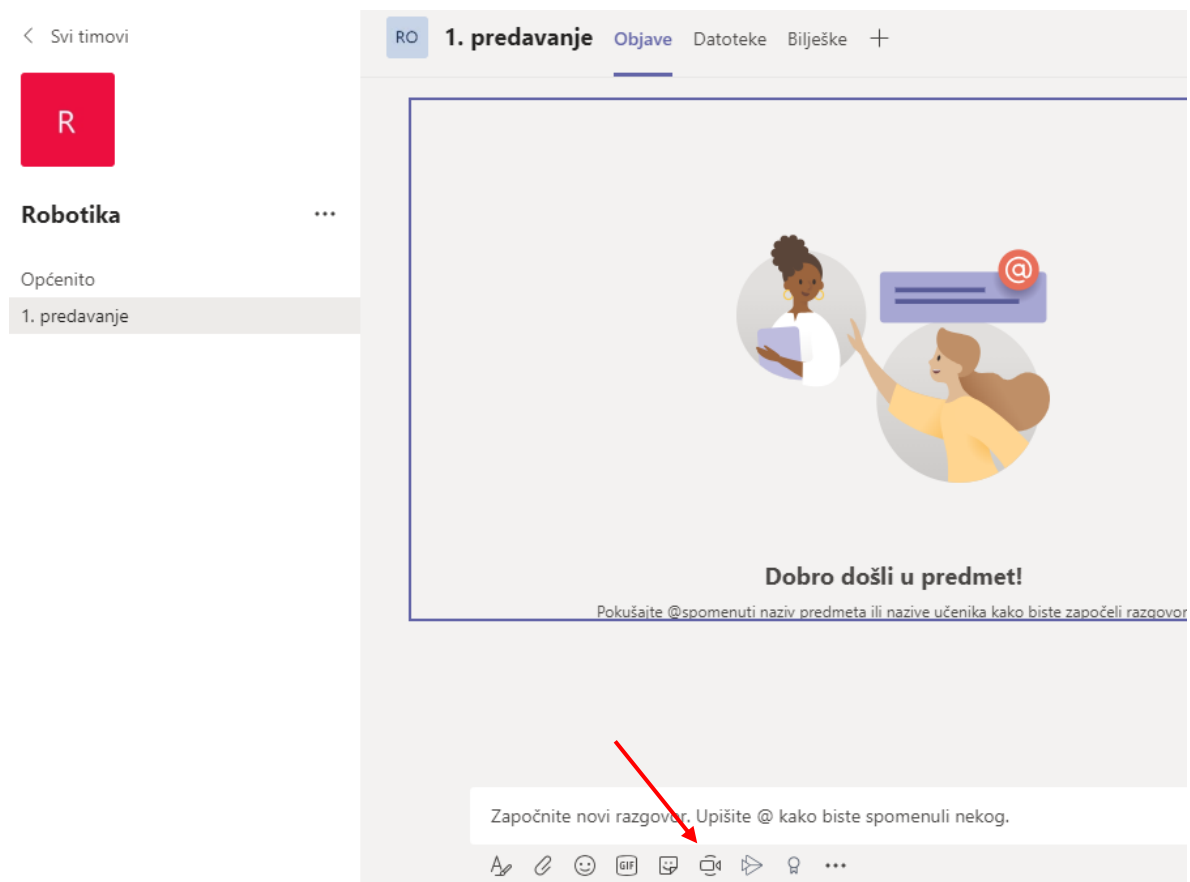 Svi timovi
R
Robotika
Općenito
1. predavanje
RO 1. predavanje Objave Datoteke Bilješke
@
Dobro došli u predmet!
Pokušajte @spomenuti naziv predmeta ili nazive učenika kako biste započeli razgovor
Započnite novi razgovor. Upišite @ kako biste spomenuli nekog.
GIF